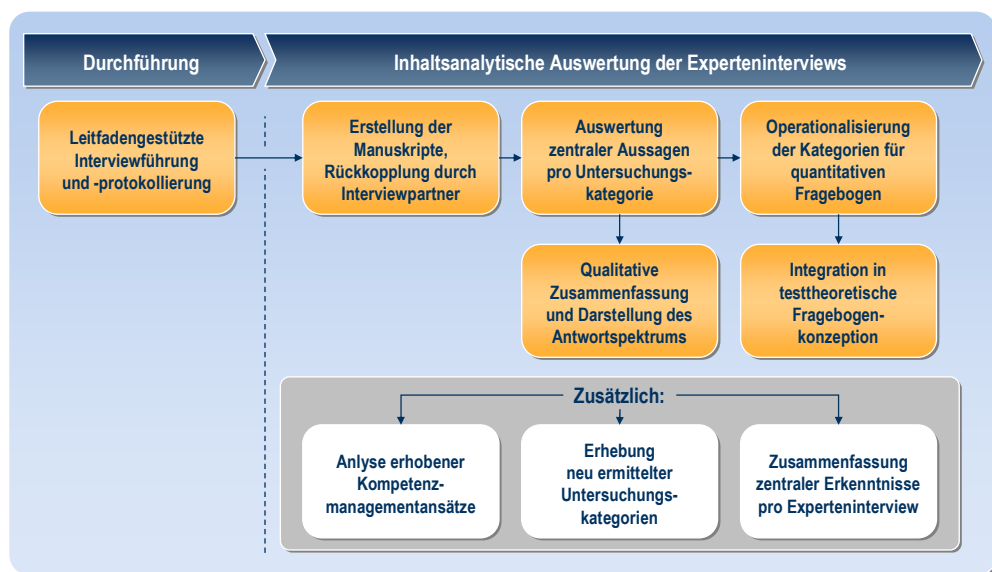 Durchführung
Inhaltsanalytische Auswertung der Experteninterviews
Leitfadengestützte
Interviewführung
und -protokollierung
Erstellung der
Manuskripte,
Rückkopplung durch
Interviewpartner
Auswertung
zentraler Aussagen
pro Untersuchungs-
kategorie
Operationalisierung
der Kategorien für
quantitativen
Fragebogen
Qualitative
Zusammenfassung
und Darstellung des
Antwortspektrums
Integration in
testtheoretische
Fragebogen-
konzeption
Zusätzlich:
Anlyse erhobener
Kompetenz-
managementansätze
Erhebung
neu ermittelter
Untersuchungs-
kategorien
Zusammenfassung
zentraler Erkenntnisse
pro Experteninterview